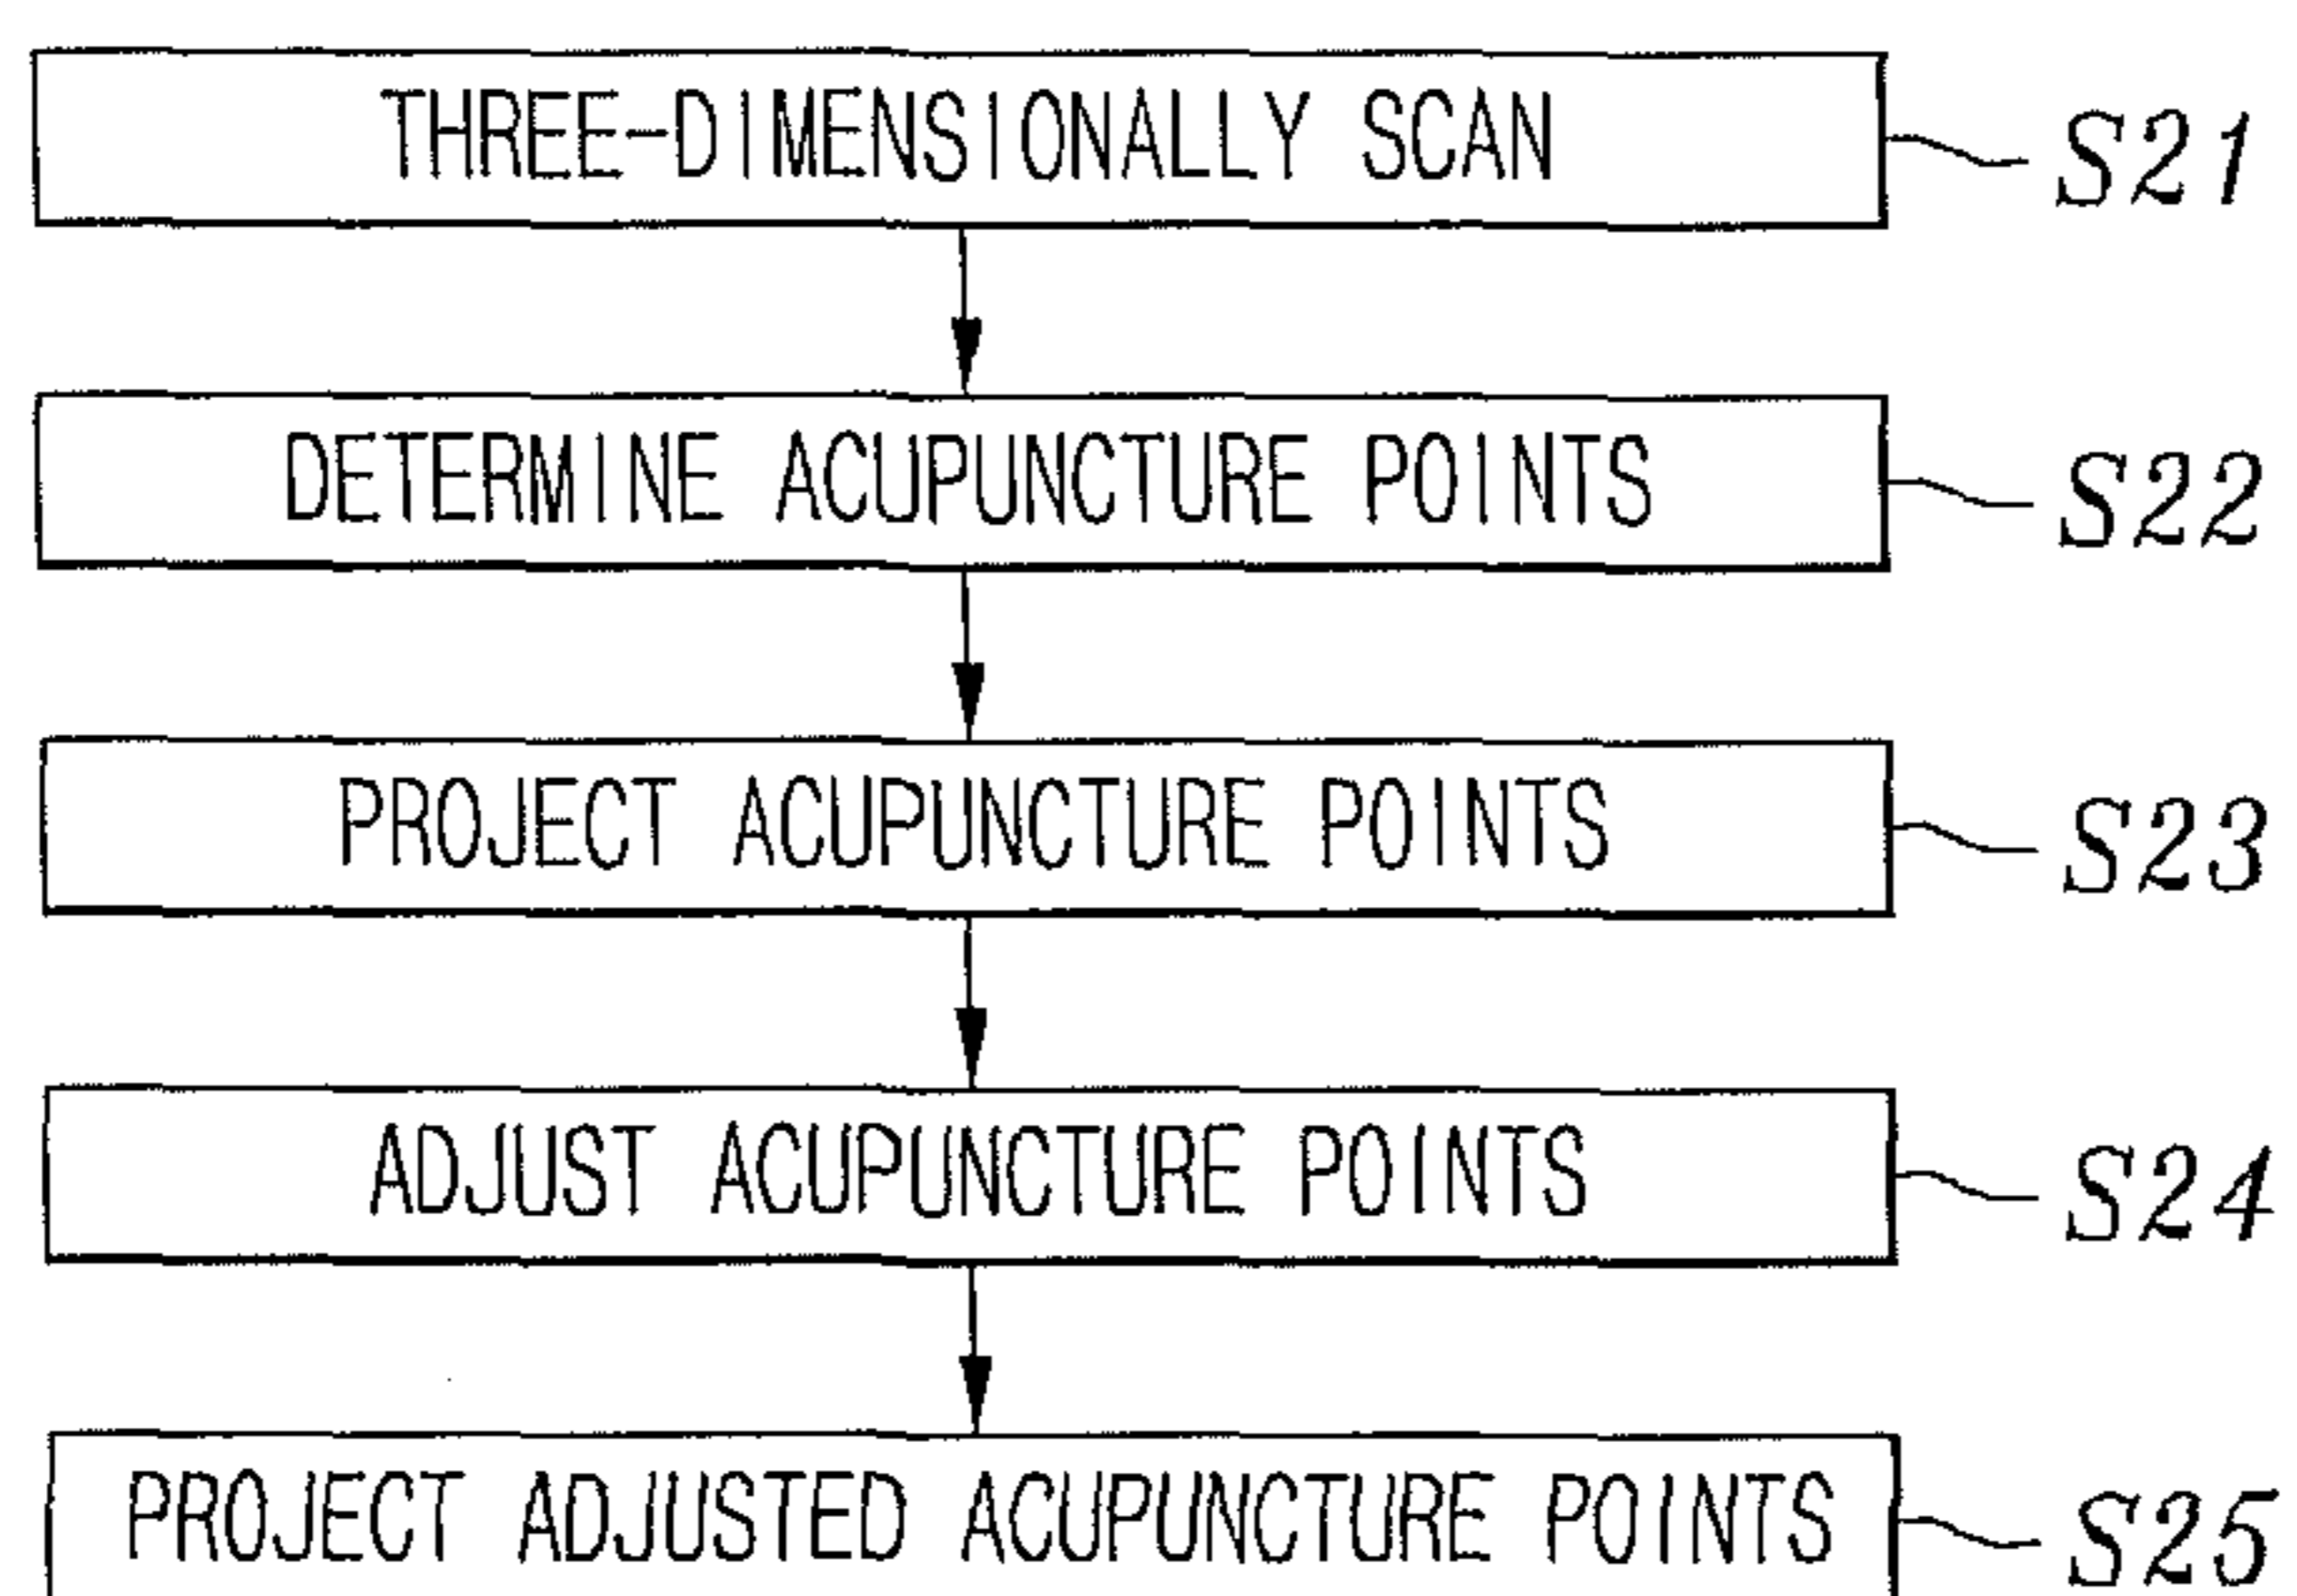 THREE-DIMENSIONALLY SCAN S21
DETERMINE ACUPUNCTURE POINTS S22
PROJECT ACUPUNCTURE POINTS S23
ADJUST ACUPUNCTURE POINTS S24
PROJECT ADJUSTED ACUPUNCTURE POINTS S25